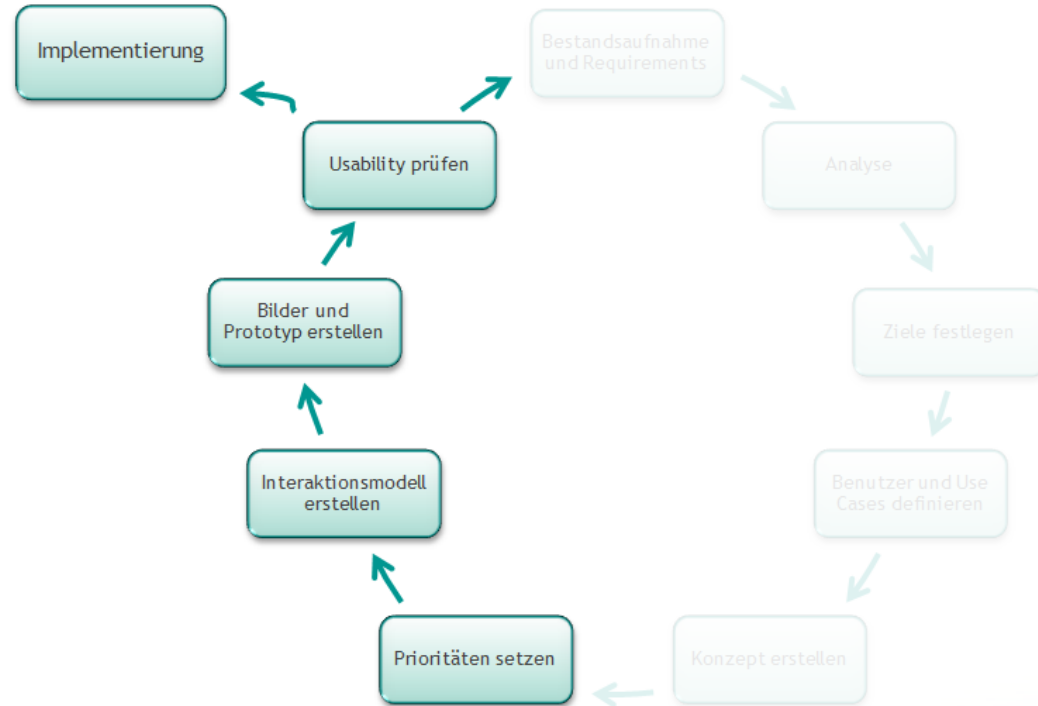 Implementierung
Bestandsaufnahme
und Requirements
Usability prüfen
Analyse
Bilder und
Prototyp erstellen
Ziele festlegen
Interaktionsmodell
erstellen
Benutzer und Use
Cases definieren
Prioritäten setzen
Konzept erstellen